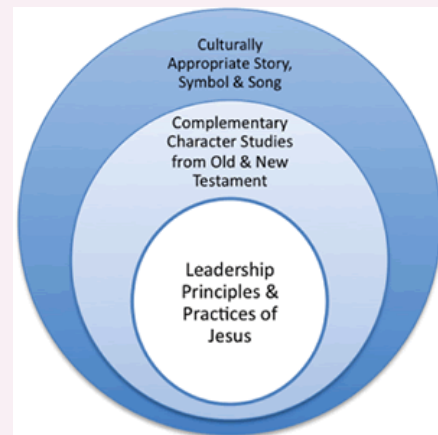 Culturally
Appropriate Story,
Symbol & Song
Complementary
Character Studies
from Old & New
Testament
Leadership
Principles &
Practices of
Jesus